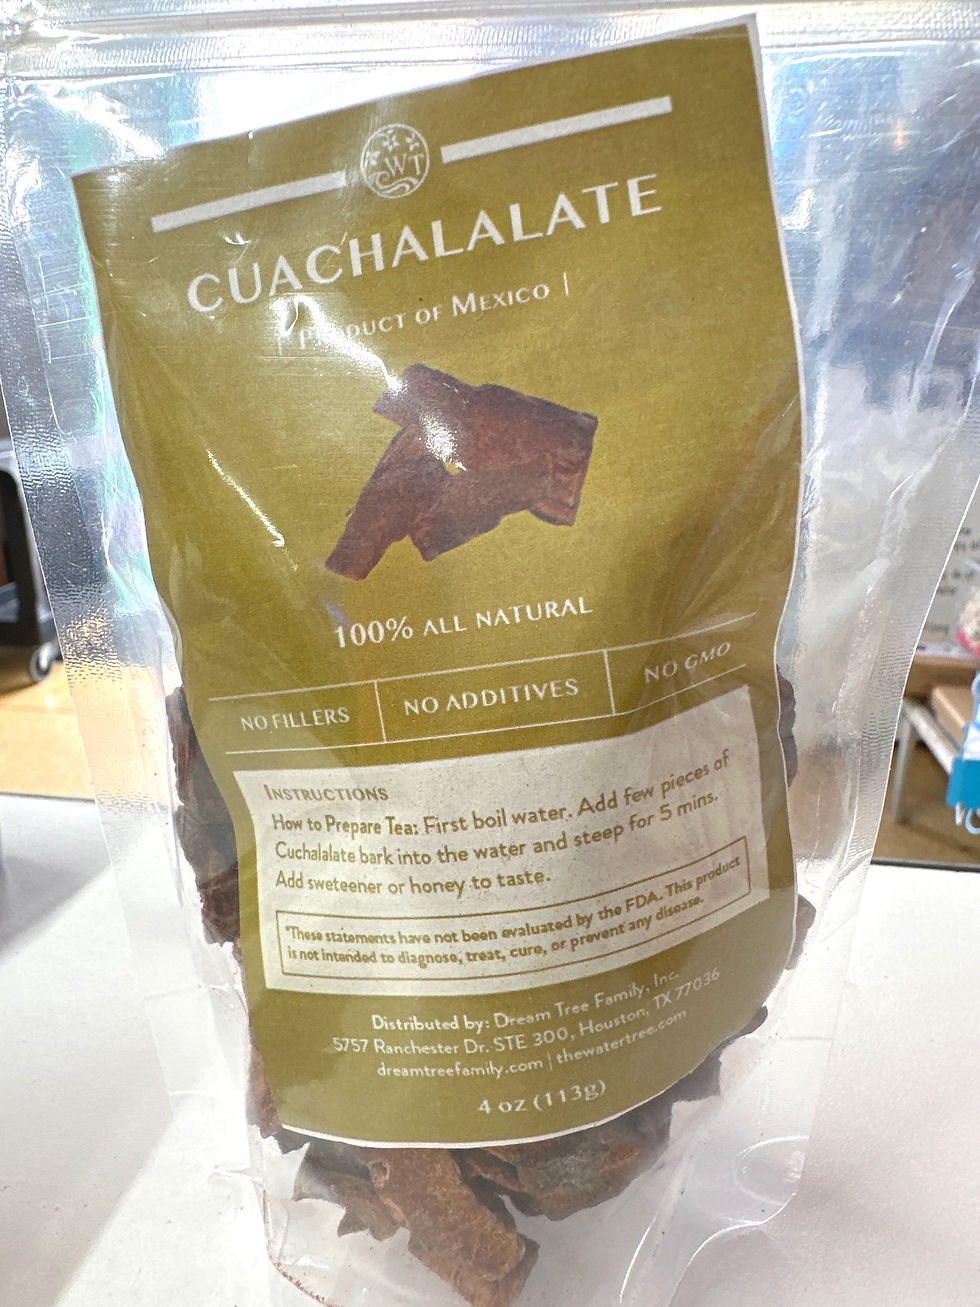 WT
CUACHALALATE
| PRODUCT OF MEXICO |
100% ALL NATURAL
NO FILLERS | NO ADDITIVES | NO GMO
INSTRUCTIONS
How to Prepare Tea: First boil water. Add few pieces of
Cuchalalate bark into the water and steep for 5 mins.
Add sweetener or honey to taste.
*These statements have not been evaluated by the FDA. This product
is not intended to diagnose, treat, cure, or prevent any disease.
Distributed by: Dream Tree Family, Inc.
5757 Ranchester Dr. STE 300, Houston, TX 77036
dreamtreefamily.com | thewatertree.com
4 oz (113g)